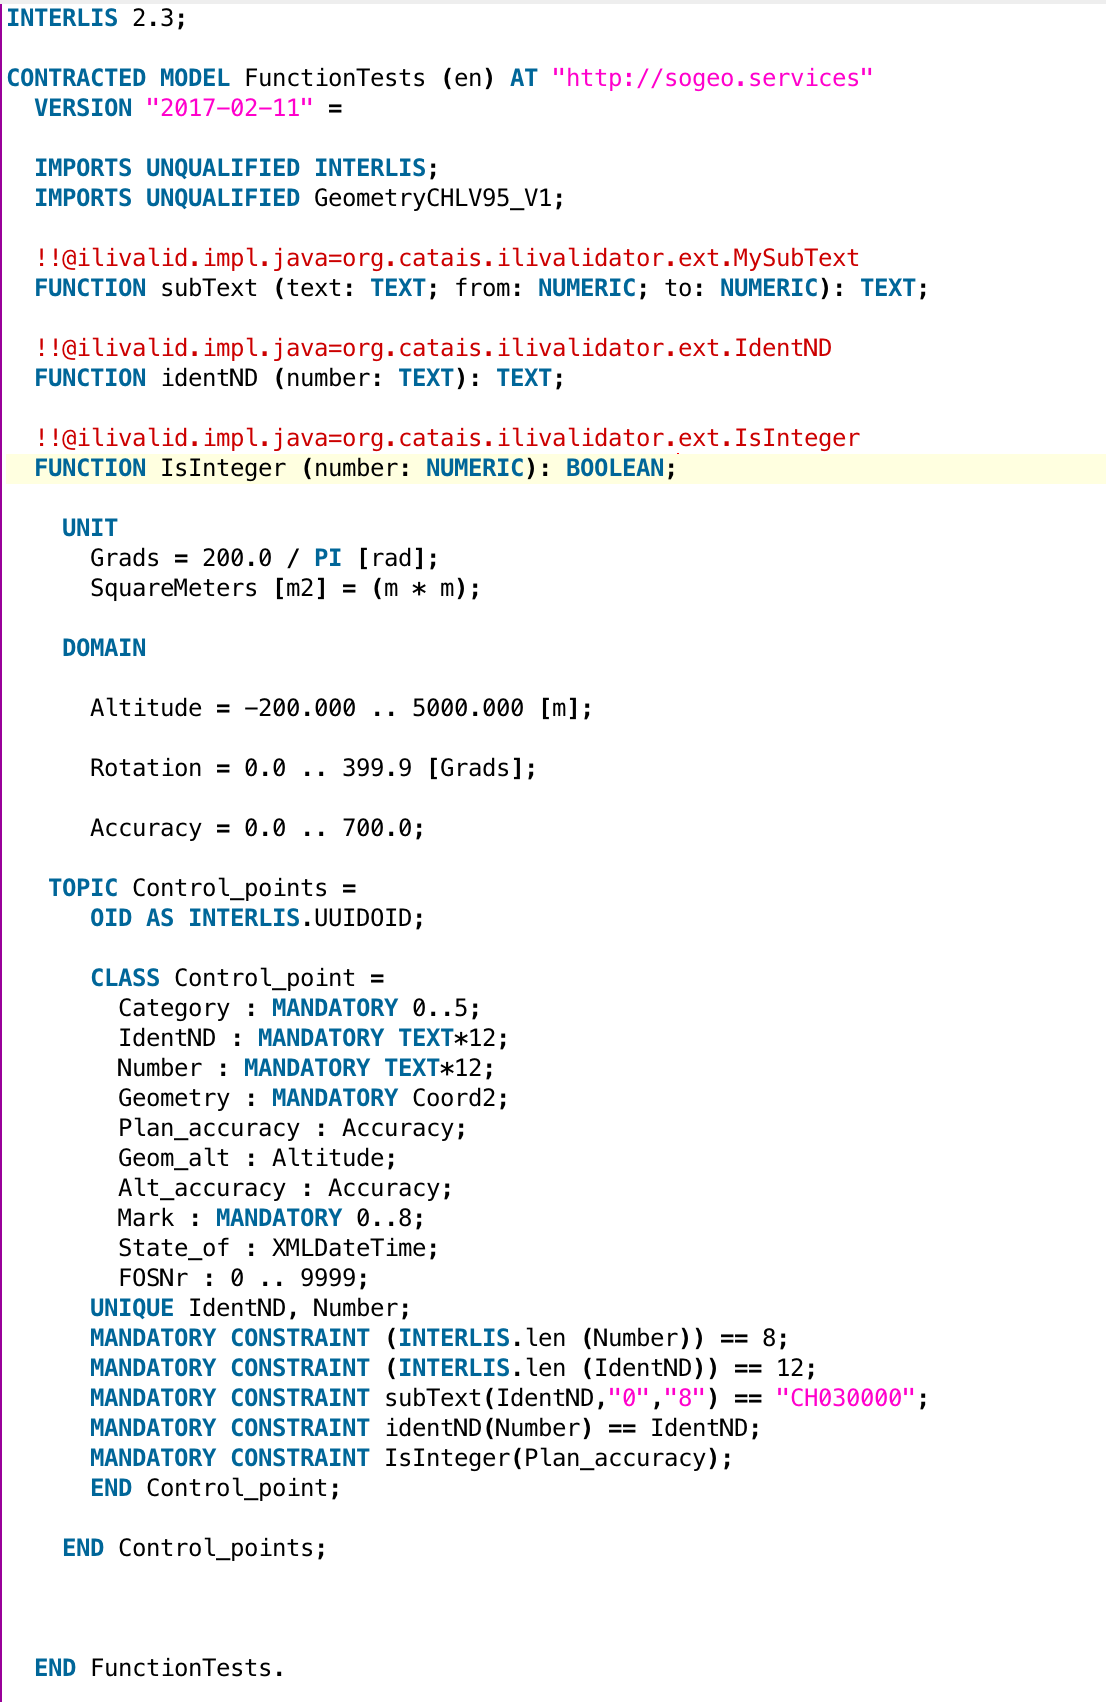 INTERLIS 2.3;
CONTRACTED MODEL FunctionTests (en) AT "http://sogeo.services"
VERSION "2017-02-11" =
IMPORTS UNQUALIFIED INTERLIS;
IMPORTS UNQUALIFIED GeometryCHLV95_V1;
!!@ilivalid.impl.java=org.catais.ilivalidator.ext.MySubText
FUNCTION subText (text: TEXT; from: NUMERIC; to: NUMERIC): TEXT;
!!@ilivalid.impl.java=org.catais.ilivalidator.ext.IdentND
FUNCTION identND (number: TEXT): TEXT;
!!@ilivalid.impl.java=org.catais.ilivalidator.ext.IsInteger
FUNCTION IsInteger (number: NUMERIC): BOOLEAN;
UNIT
Grads = 200.0 / PI [rad];
SquareMeters [m2] = (m * m);
DOMAIN
Altitude = -200.000 .. 5000.000 [m];
Rotation = 0.0 .. 399.9 [Grads];
Accuracy = 0.0 .. 700.0;
TOPIC Control_points =
OID AS INTERLIS.UUIDOID;
CLASS Control_point =
Category : MANDATORY 0..5;
IdentND : MANDATORY TEXT*12;
Number : MANDATORY TEXT*12;
Geometry : MANDATORY Coord2;
Plan_accuracy : Accuracy;
Geom_alt : Altitude;
Alt_accuracy : Accuracy;
Mark : MANDATORY 0..8;
State_of : XMLDateTime;
FOSNr : 0 .. 9999;
UNIQUE IdentND, Number;
MANDATORY CONSTRAINT (INTERLIS.len (Number)) == 8;
MANDATORY CONSTRAINT (INTERLIS.len (IdentND)) == 12;
MANDATORY CONSTRAINT subText(IdentND,"0","8") == "CH030000";
MANDATORY CONSTRAINT identND(Number) == IdentND;
MANDATORY CONSTRAINT IsInteger(Plan_accuracy);
END Control_point;
END Control_points;
END FunctionTests.